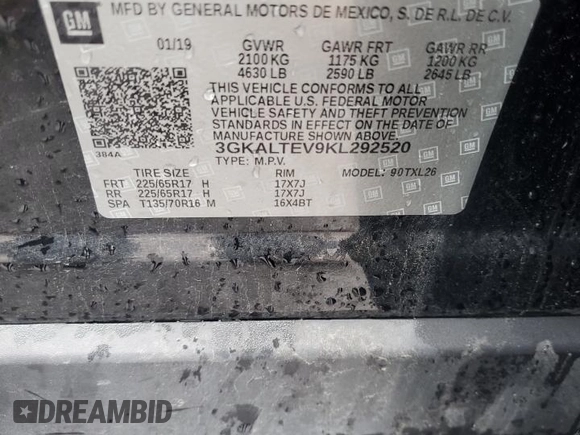 GM
MFD BY GENERAL MOTORS DE MEXICO, S. DE R.L. DE C.V.
01/19 GVWR GAWR FRT GAWR RR
2100 KG 1175 KG 1200 KG
4630 LB 2590 LB 2645 LB
THIS VEHICLE CONFORMS TO ALL
APPLICABLE U.S. FEDERAL MOTOR
VEHICLE SAFETY AND THEFT PREVENTION
STANDARDS IN EFFECT ON THE DATE OF
MANUFACTURE SHOWN ABOVE.
384A 3GKALTEV9KL292520
TYPE: M.P.V. MODEL: 90TXL26
TIRE SIZE RIM
FRT 225/65R17 H 17X7J
RR 225/65R17 H 17X7J
SPA T135/70R16 M 16X4BT
DREAMBID